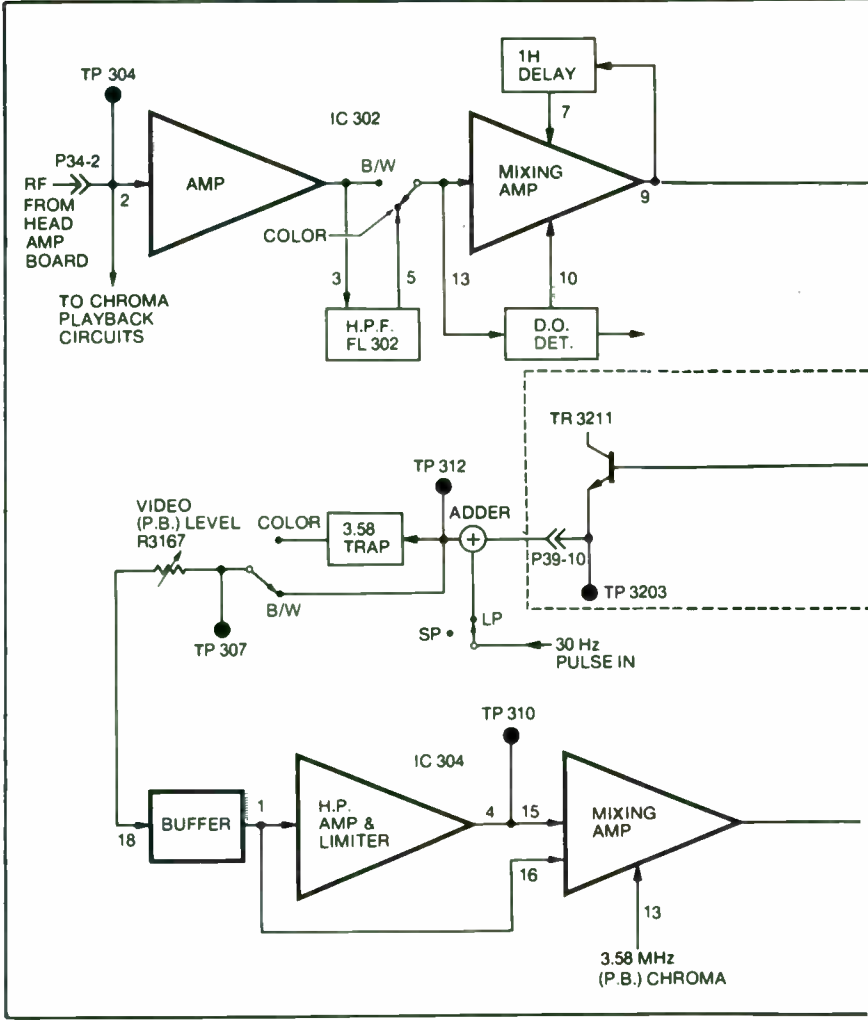 1H
DELAY
TP 304
7
IC 302
P34-2
B/W
AMP
MIXING
AMP
RF
2
9
FROM
HEAD
AMP
BOARD
COLOR
3
5
13
10
TO CHROMA
PLAYBACK
CIRCUITS
H.P.F.
FL 302
D.O.
DET.
TR 3211
TP 312
VIDEO
(P.B.) LEVEL
R3167
COLOR
3.58
TRAP
ADDER
+
P39-10
B/W
TP 3203
LP
SP
TP 307
30 Hz
PULSE IN
TP 310
IC 304
1
H.P.
AMP &
LIMITER
4
15
MIXING
AMP
BUFFER
18
16
13
3.58 MHz
(P.B.) CHROMA